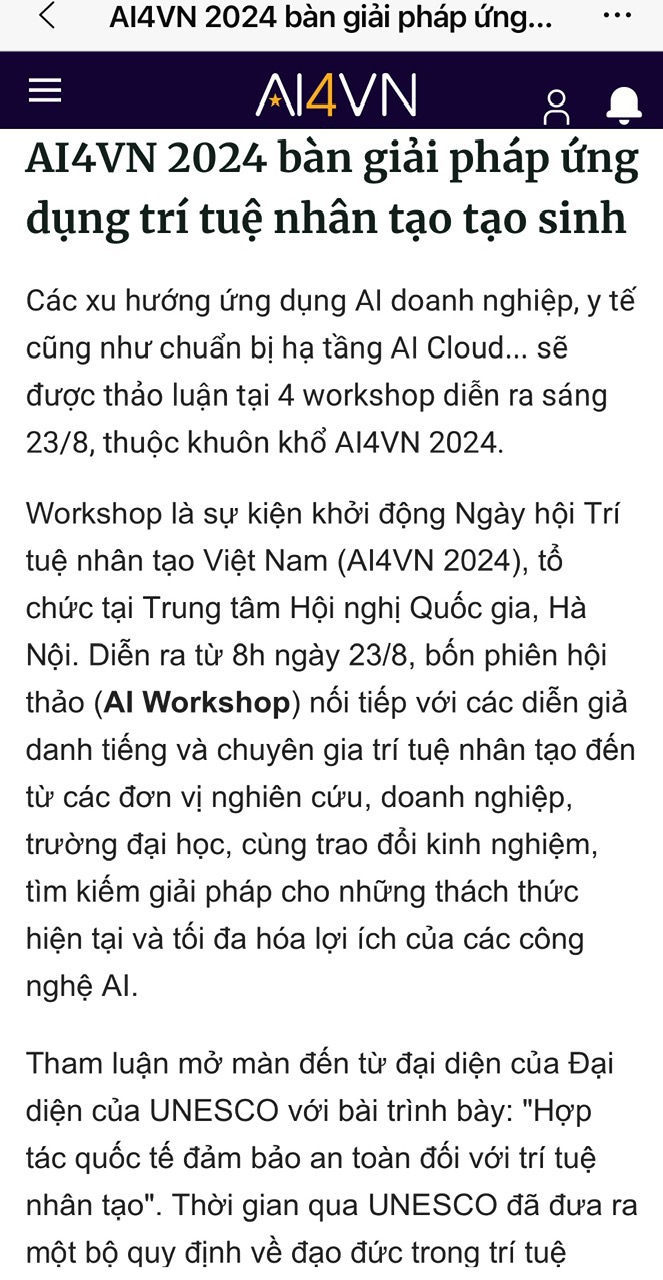 AI4VN 2024 bàn giải pháp ứng...
AI4VN
AI4VN 2024 bàn giải pháp ứng
dụng trí tuệ nhân tạo tạo sinh
Các xu hướng ứng dụng AI doanh nghiệp, y tế
cũng như chuẩn bị hạ tầng AI Cloud... sẽ
được thảo luận tại 4 workshop diễn ra sáng
23/8, thuộc khuôn khổ AI4VN 2024.
Workshop là sự kiện khởi động Ngày hội Trí
tuệ nhân tạo Việt Nam (AI4VN 2024), tổ
chức tại Trung tâm Hội nghị Quốc gia, Hà
Nội. Diễn ra từ 8h ngày 23/8, bốn phiên hội
thảo (AI Workshop) nối tiếp với các diễn giả
danh tiếng và chuyên gia trí tuệ nhân tạo đến
từ các đơn vị nghiên cứu, doanh nghiệp,
trường đại học, cùng trao đổi kinh nghiệm,
tìm kiếm giải pháp cho những thách thức
hiện tại và tối đa hóa lợi ích của các công
nghệ AI.
Tham luận mở màn đến từ đại diện của Đại
diện của UNESCO với bài trình bày: "Hợp
tác quốc tế đảm bảo an toàn đối với trí tuệ
nhân tạo". Thời gian qua UNESCO đã đưa ra
một bộ quy định về đạo đức trong trí tuệ